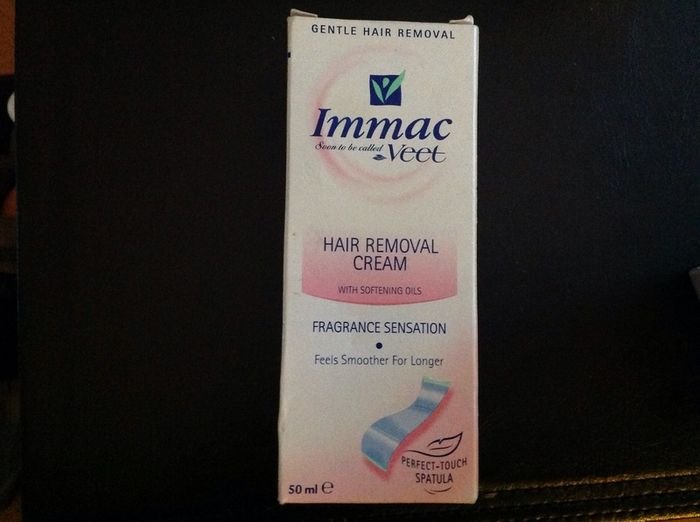 GENTLE HAIR REMOVAL
Immac
Soon to be called Veet
HAIR REMOVAL
CREAM
WITH SOFTENING OILS
FRAGRANCE SENSATION
Feels Smoother For Longer
PERFECT-TOUCH
SPATULA
50 ml ℮